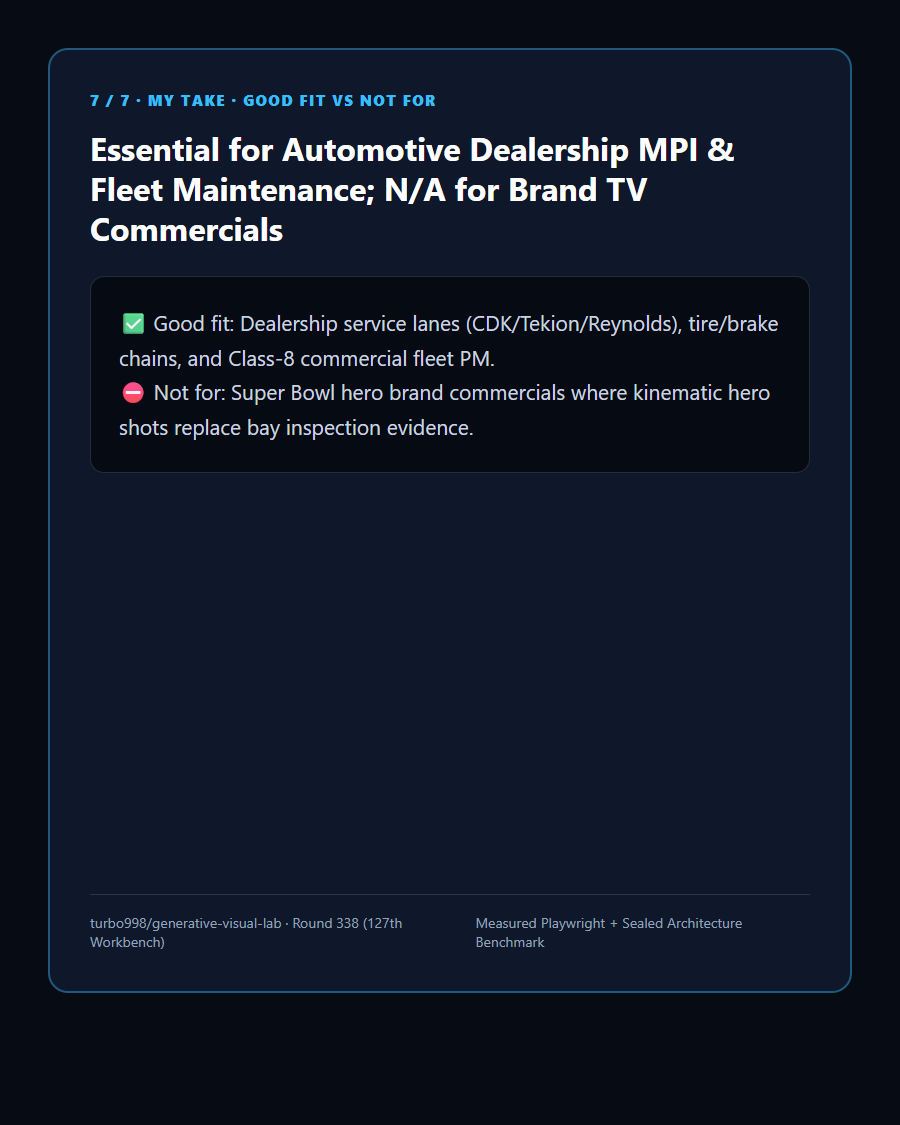 7 / 7 · MY TAKE · GOOD FIT VS NOT FOR
Essential for Automotive Dealership MPI &
Fleet Maintenance; N/A for Brand TV
Commercials
✅ Good fit: Dealership service lanes (CDK/Tekion/Reynolds), tire/brake
chains, and Class-8 commercial fleet PM.
⛔ Not for: Super Bowl hero brand commercials where kinematic hero
shots replace bay inspection evidence.
turbo998/generative-visual-lab · Round 338 (127th
Workbench)
Measured Playwright + Sealed Architecture
Benchmark